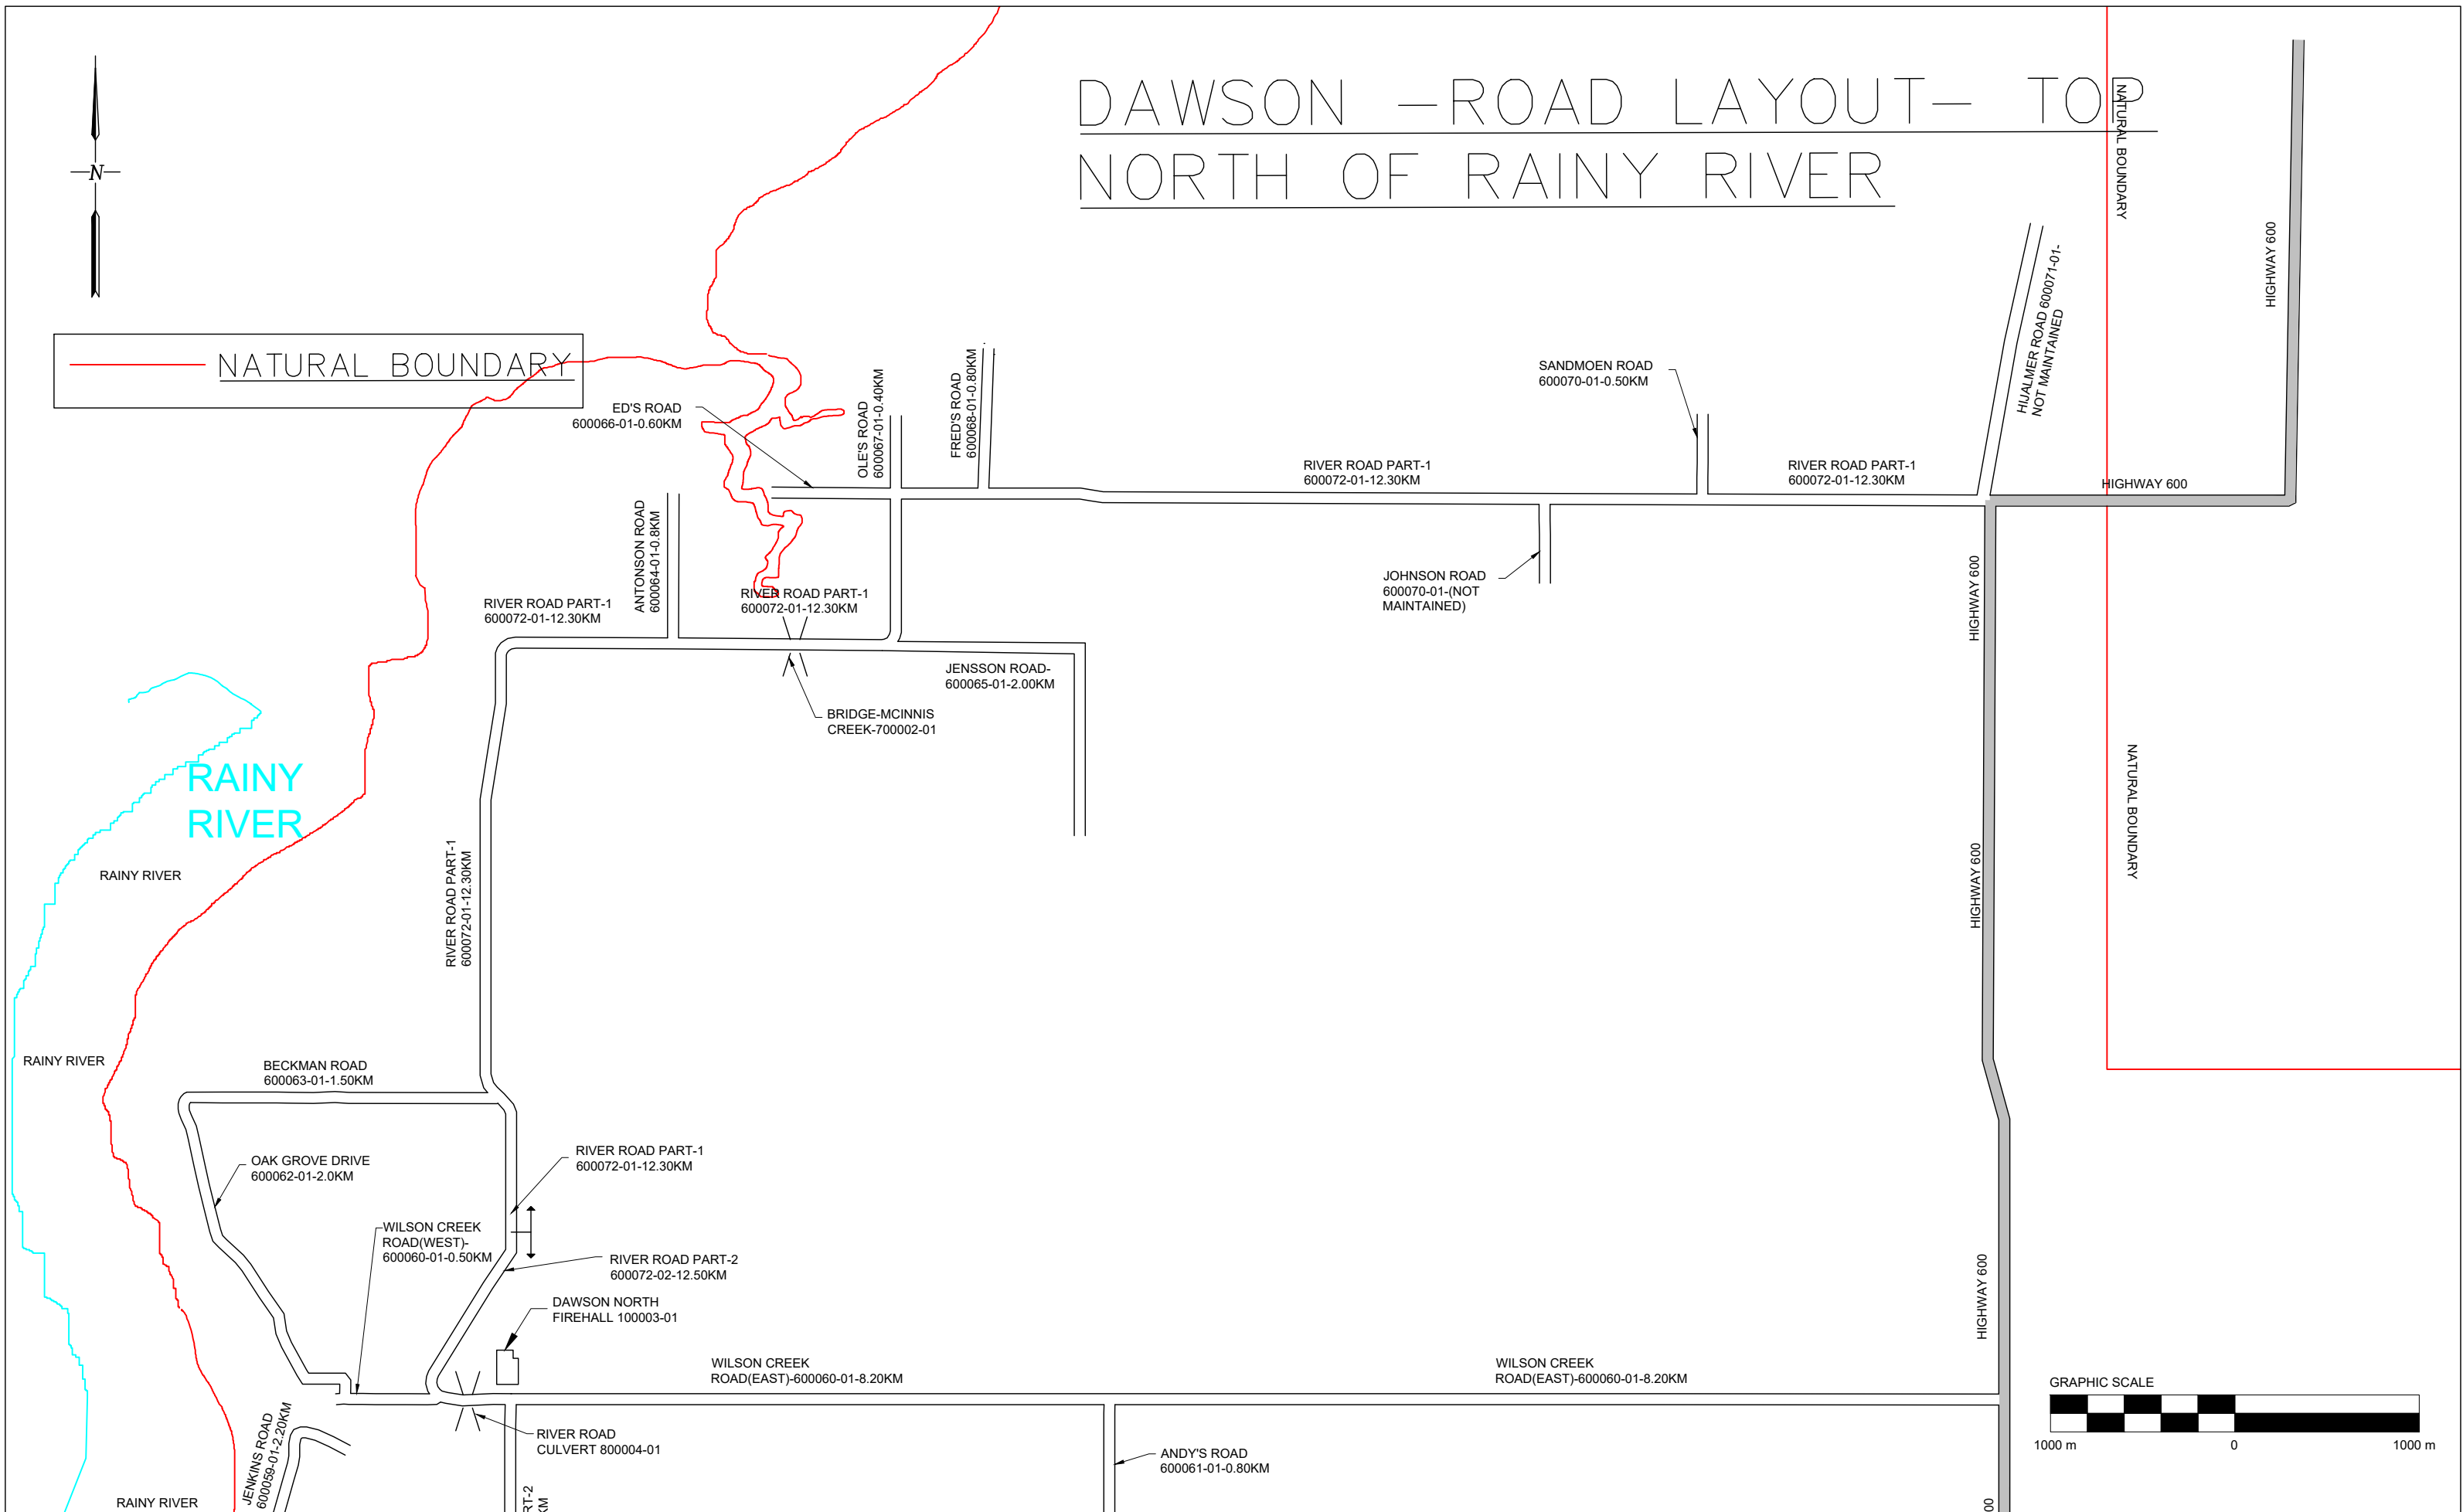 DAWSON -ROAD LAYOUT- TOP
NORTH OF RAINY RIVER
N
NATURAL BOUNDARY
NATURAL BOUNDARY
HIGHWAY 600
HIJALMER ROAD 600071-01-
NOT MAINTAINED
SANDMOEN ROAD
600070-01-0.50KM
ED'S ROAD
600066-01-0.60KM
OLE'S ROAD
600067-01-0.40KM
FRED'S ROAD
600068-01-0.80KM
RIVER ROAD PART-1
600072-01-12.30KM
RIVER ROAD PART-1
600072-01-12.30KM
HIGHWAY 600
ANTONSON ROAD
600064-01-0.8KM
RIVER ROAD PART-1
600072-01-12.30KM
RIVER ROAD PART-1
600072-01-12.30KM
JOHNSON ROAD
600070-01-(NOT
MAINTAINED)
HIGHWAY 600
JENSSON ROAD-
600065-01-2.00KM
BRIDGE-MCINNIS
CREEK-700002-01
RAINY
RIVER
RAINY RIVER
RIVER ROAD PART-1
600072-01-12.30KM
HIGHWAY 600
NATURAL BOUNDARY
RAINY RIVER
BECKMAN ROAD
600063-01-1.50KM
OAK GROVE DRIVE
600062-01-2.0KM
RIVER ROAD PART-1
600072-01-12.30KM
WILSON CREEK
ROAD(WEST)-
600060-01-0.50KM
RIVER ROAD PART-2
600072-02-12.50KM
DAWSON NORTH
FIREHALL 100003-01
HIGHWAY 600
WILSON CREEK
ROAD(EAST)-600060-01-8.20KM
WILSON CREEK
ROAD(EAST)-600060-01-8.20KM
GRAPHIC SCALE
1000 m 0 1000 m
JENKINS ROAD
600059-01-2.20KM
RIVER ROAD
CULVERT 800004-01
ANDY'S ROAD
600061-01-0.80KM
RAINY RIVER
RT-2
KM
00